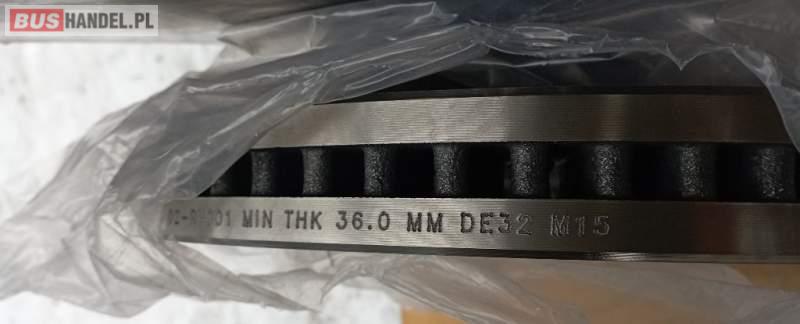 BUSHANDEL.PL
MIN THK 36.0 MM DE32 M15